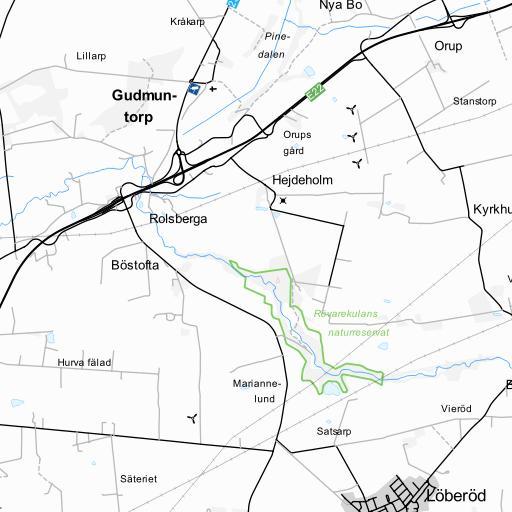 Nya Bo
Kråkarp
Pine-
dalen
Orup
Lillarp
Gudmun-
torp
E22
Stanstorp
Orups
gård
Hejdeholm
Rolsberga
Kyrkhu
Böstofta
Rövarekulans
naturreservat
Hurva fälad
Marianne-
lund
Vieröd
Satsarp
Säteriet
Löberöd